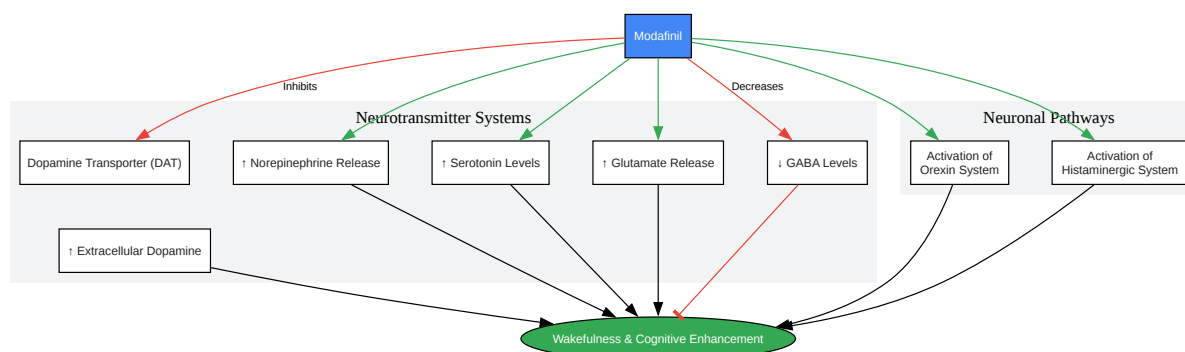 Modafinil
Inhibits
Decreases
Neurotransmitter Systems
Neuronal Pathways
Dopamine Transporter (DAT)
↑ Norepinephrine Release
↑ Serotonin Levels
↑ Glutamate Release
↓ GABA Levels
Activation of
Orexin System
Activation of
Histaminergic System
↑ Extracellular Dopamine
Wakefulness & Cognitive Enhancement